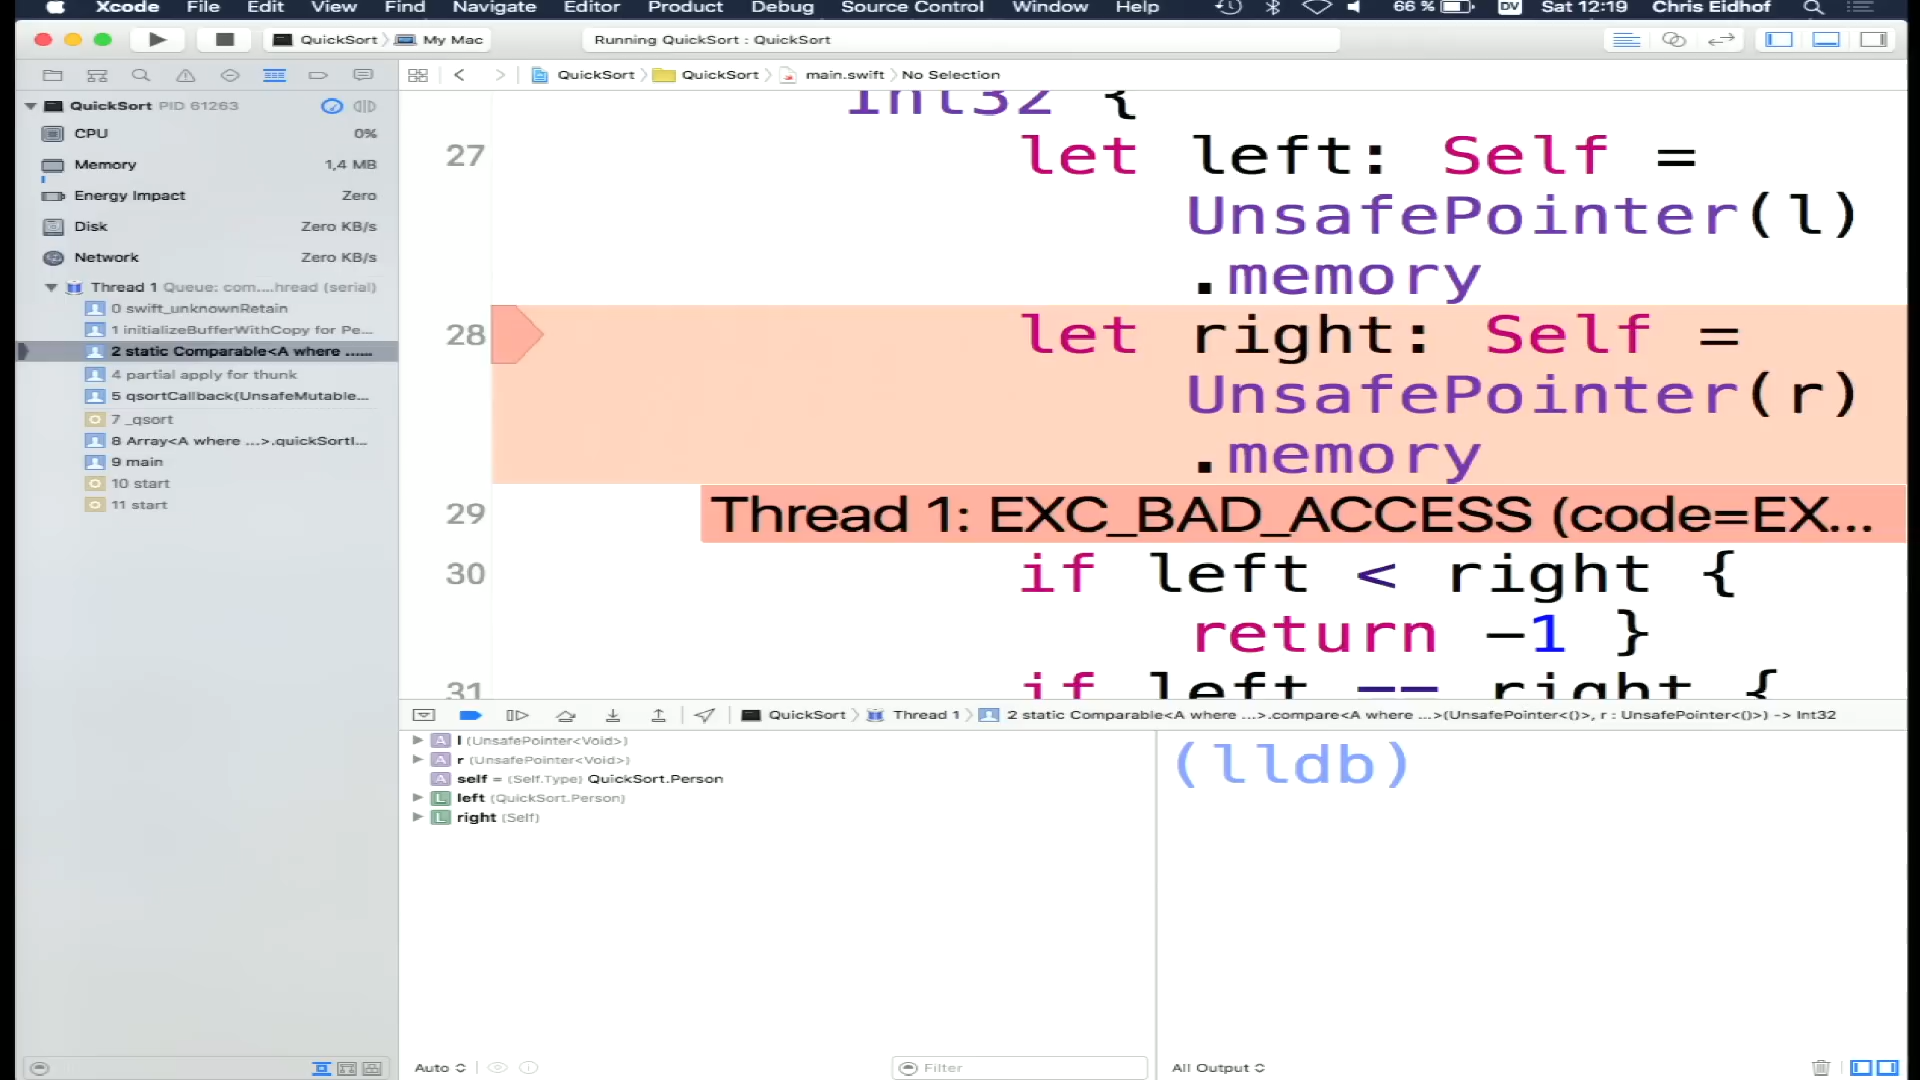 Xcode File Edit View Find Navigate Editor Product Debug Source Control Window Help 66 % DV Sat 12:19 Chris Eidhof
QuickSort My Mac Running QuickSort : QuickSort
QuickSort QuickSort main.swift No Selection
QuickSort PID 61263
CPU 0%
Memory 1,4 MB
Energy Impact Zero
Disk Zero KB/s
Network Zero KB/s
Thread 1 Queue: com....hread (serial)
0 swift_unknownRetain
1 initializeBufferWithCopy for Pe...
2 static Comparable<A where ......
4 partial apply for thunk
5 qsortCallback(UnsafeMutable...
7 _qsort
8 Array<A where ...>.quickSortI...
9 main
10 start
11 start
Int32 {
27 let left: Self =
UnsafePointer(l)
.memory
28 let right: Self =
UnsafePointer(r)
.memory
29 Thread 1: EXC_BAD_ACCESS (code=EX...
30 if left < right {
return -1 }
31 if left == right {
QuickSort Thread 1 2 static Comparable<A where ...>.compare<A where ...>(UnsafePointer<()>, r : UnsafePointer<()>) -> Int32
A l (UnsafePointer<Void>)
A r (UnsafePointer<Void>)
A self = (Self.Type) QuickSort.Person
L left (QuickSort.Person)
L right (Self)
(lldb)
Auto Filter All Output